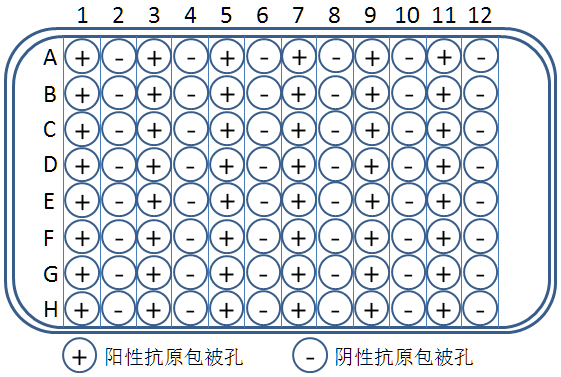 1 2 3 4 5 6 7 8 9 10 11 12
A + - + - + - + - + - + -
B + - + - + - + - + - + -
C + - + - + - + - + - + -
D + - + - + - + - + - + -
E + - + - + - + - + - + -
F + - + - + - + - + - + -
G + - + - + - + - + - + -
H + - + - + - + - + - + -
+ 阳性抗原包被孔 - 阴性抗原包被孔